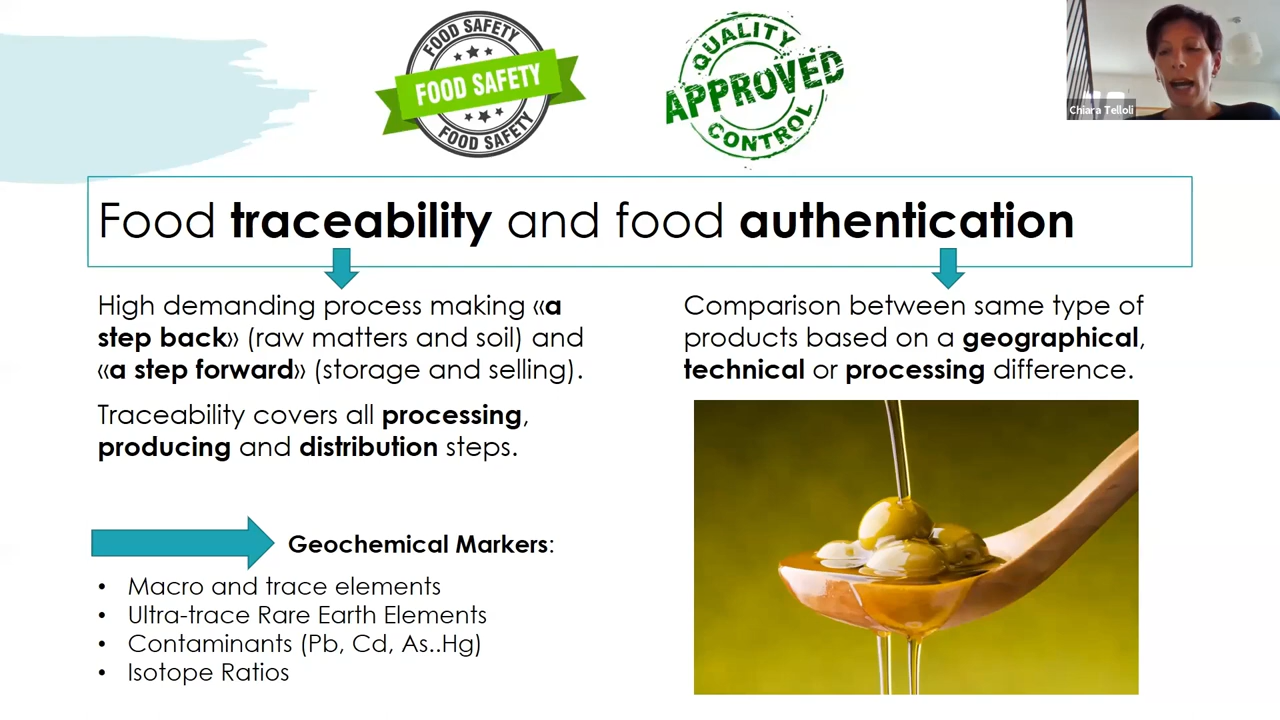 FOOD SAFETY
FOOD SAFETY
FOOD SAFETY
QUALITY
APPROVED
CONTROL
Chiara Telloli
Food traceability and food authentication
High demanding process making «a
step back» (raw matters and soil) and
«a step forward» (storage and selling).
Traceability covers all processing,
producing and distribution steps.
Comparison between same type of
products based on a geographical,
technical or processing difference.
Geochemical Markers:
• Macro and trace elements
• Ultra-trace Rare Earth Elements
• Contaminants (Pb, Cd, As..Hg)
• Isotope Ratios